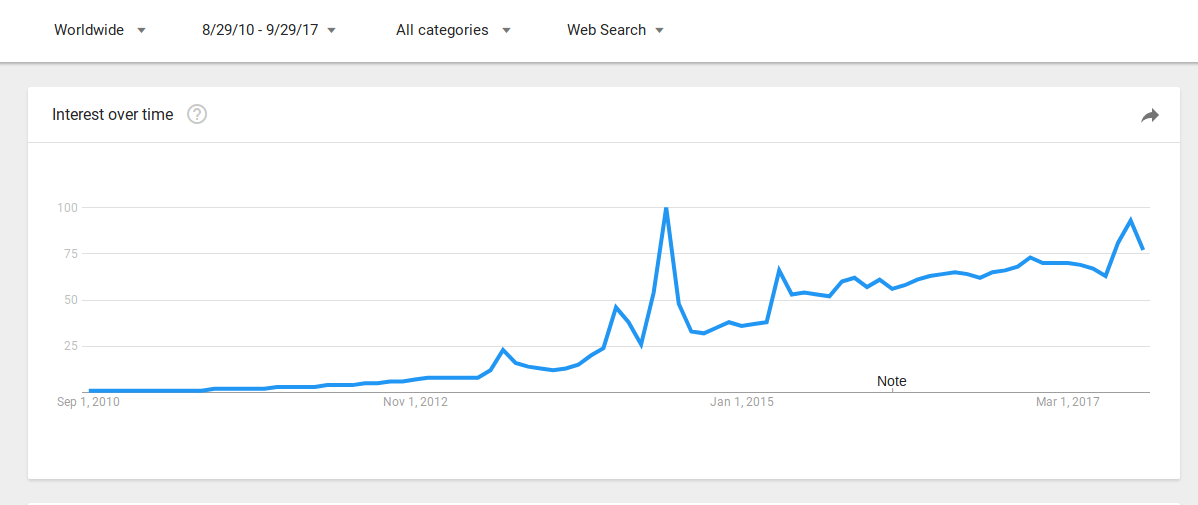 Worldwide 8/29/10 - 9/29/17 All categories Web Search
Interest over time ?
100
75
50
25
Note
Sep 1, 2010 Nov 1, 2012 Jan 1, 2015 Mar 1, 2017